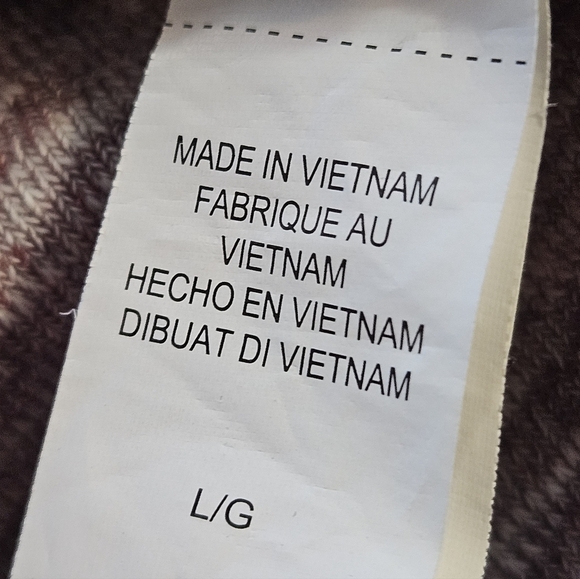 MADE IN VIETNAM
FABRIQUE AU
VIETNAM
HECHO EN VIETNAM
DIBUAT DI VIETNAM
L/G